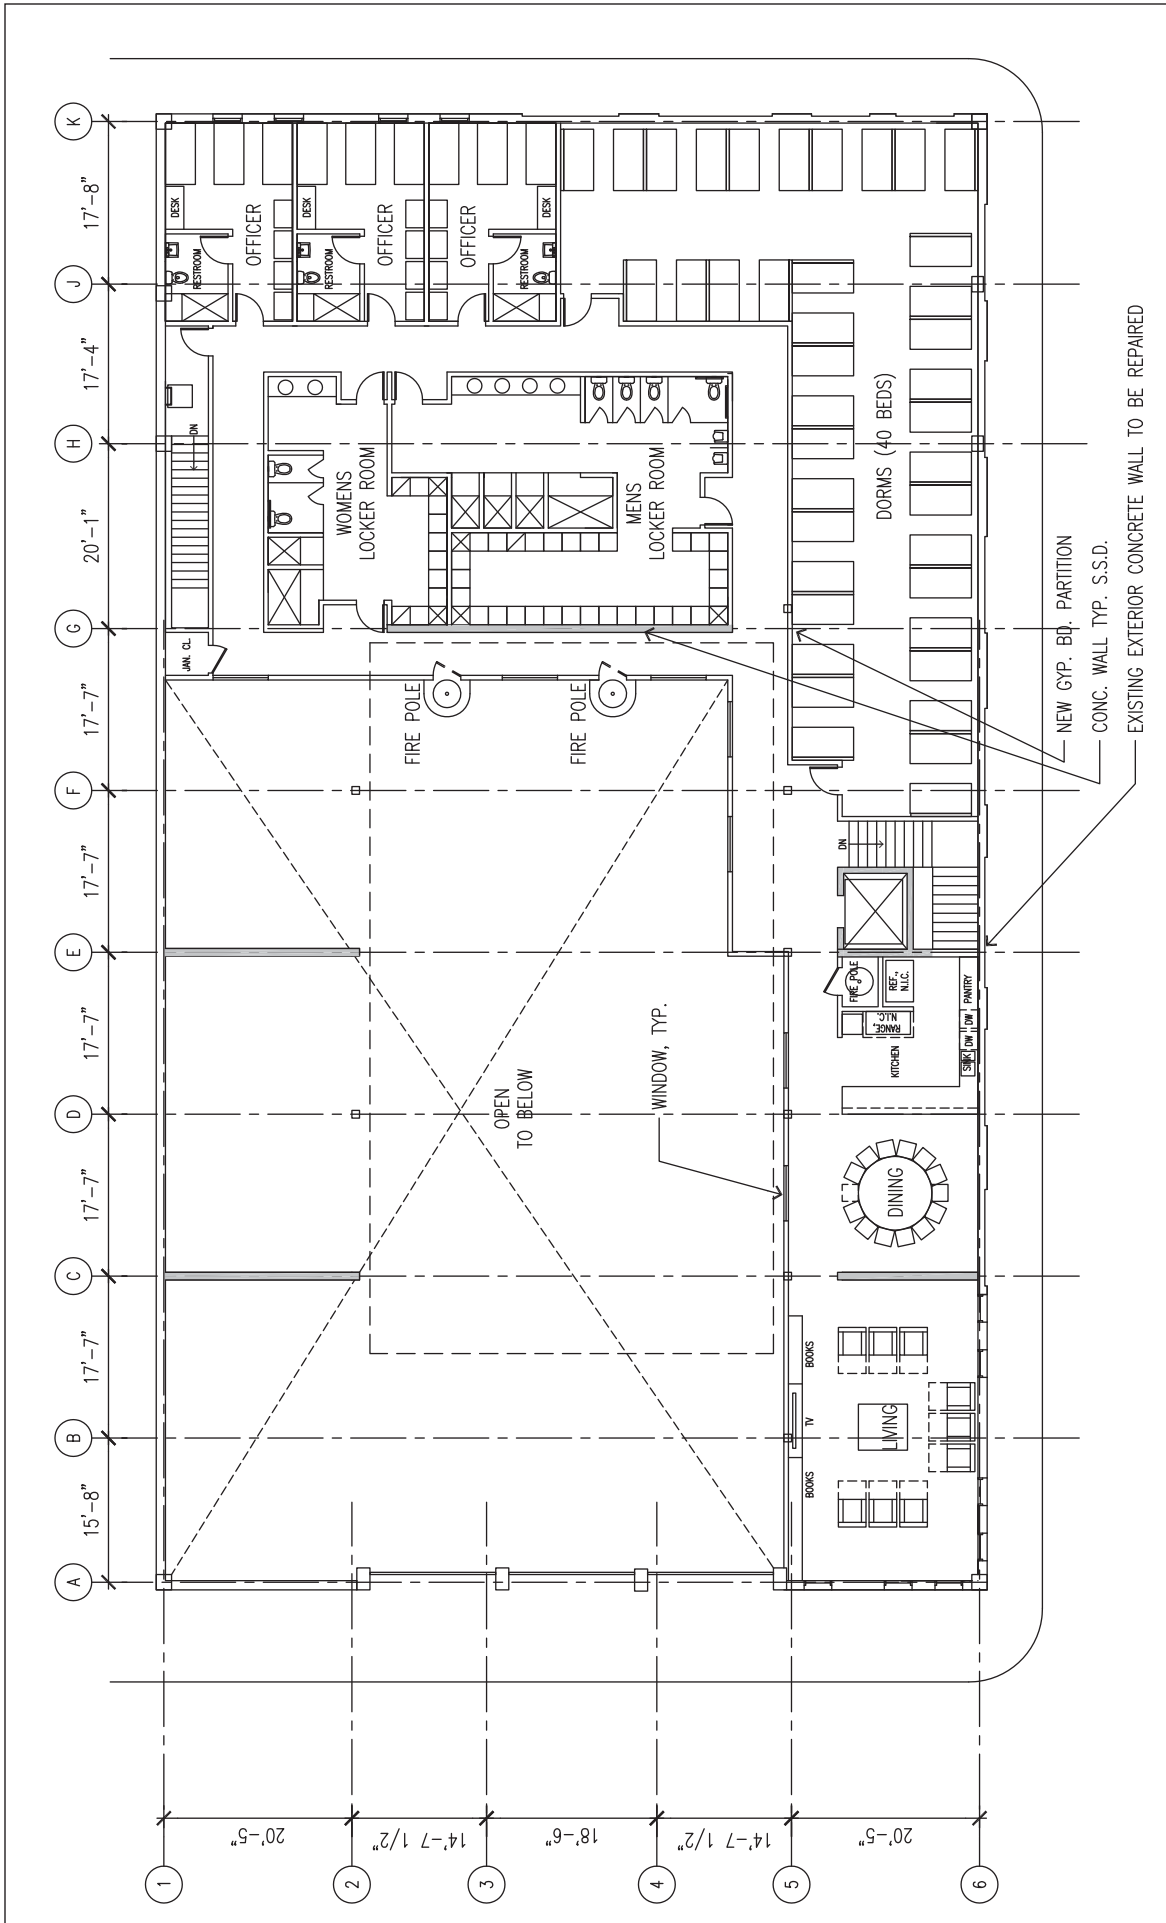 K
17'-8"
J
17'-4"
H
20'-1"
G
17'-7"
F
17'-7"
E
17'-7"
D
17'-7"
C
17'-7"
B
15'-8"
A
DESK
RESTROOM
OFFICER
DESK
RESTROOM
OFFICER
OFFICER
DESK
RESTROOM
DN
JAN. CL.
WOMENS
LOCKER ROOM
MENS
LOCKER ROOM
DORMS (40 BEDS)
FIRE POLE
FIRE POLE
NEW GYP. BD. PARTITION
CONC. WALL TYP. S.S.D.
EXISTING EXTERIOR CONCRETE WALL TO BE REPAIRED
DN
FIRE POLE
REF.,
N.I.C.
RANGE,
N.I.C.
KITCHEN
PANTRY
DW
DW
SINK
WINDOW, TYP.
OPEN
TO BELOW
DINING
BOOKS
TV
BOOKS
LIVING
1
20'-5"
2
14'-7 1/2"
3
18'-6"
4
14'-7 1/2"
5
20'-5"
6